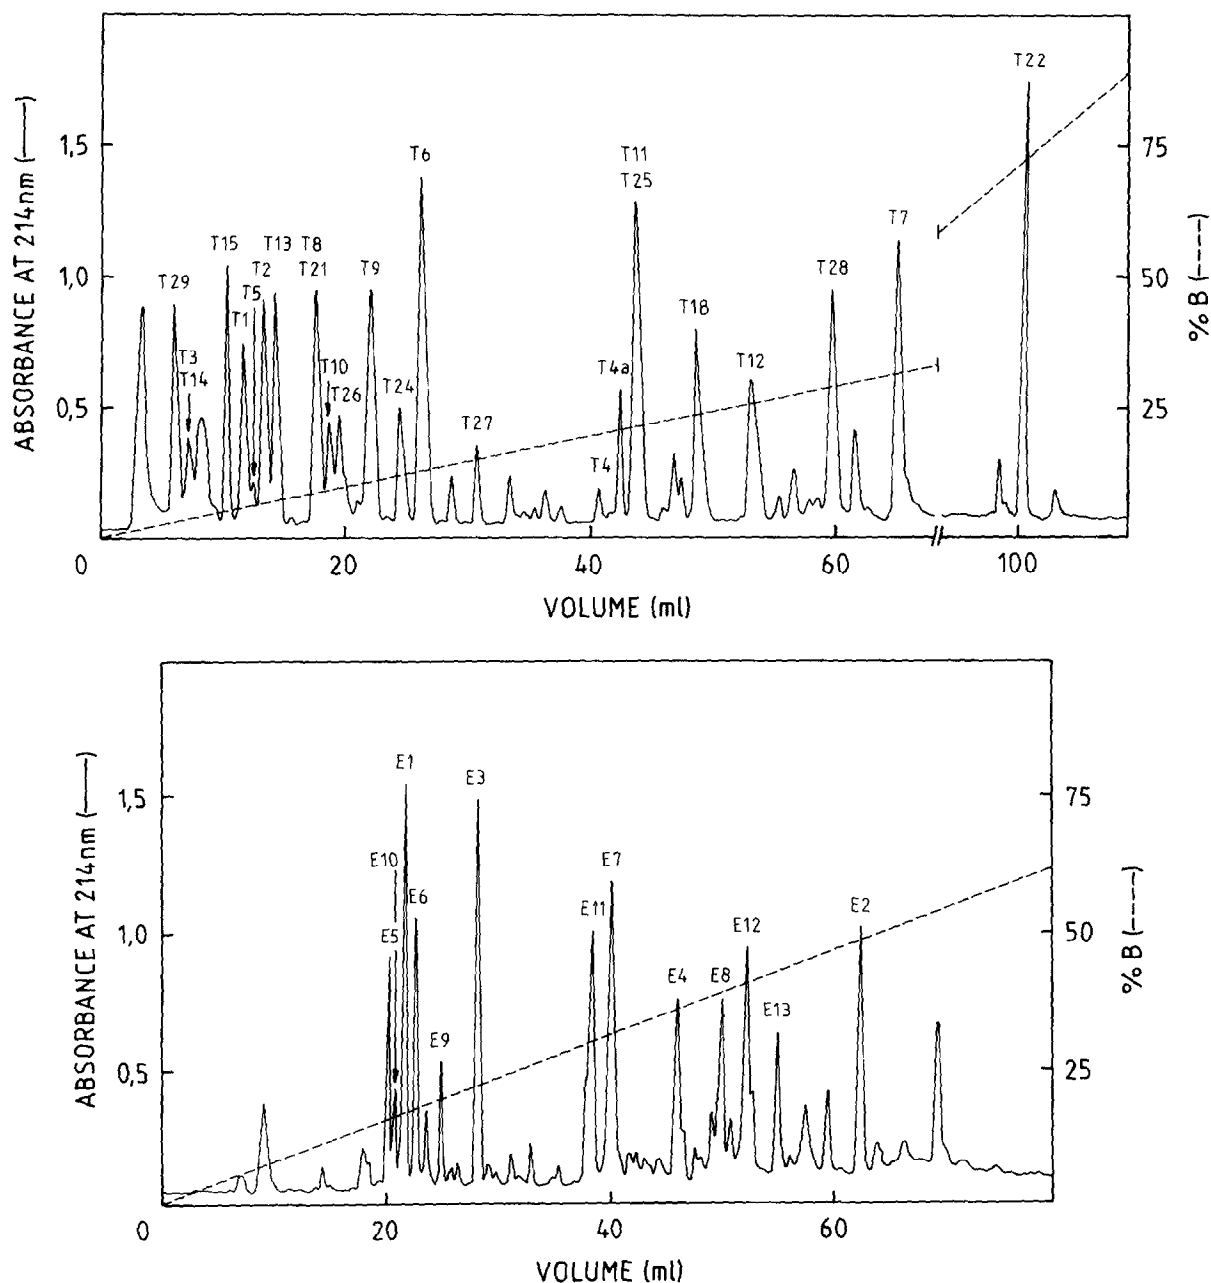 ABSORBANCE AT 214nm (——)
1,5
1,0
0,5
T29
T3
T14
T15
T1
T5
T2
T13
T8
T21
T10
T26
T9
T24
T6
T27
T4
T4a
T11
T25
T18
T12
T28
T7
T22
75
50
25
% B (----)
0
20
40
60
100
VOLUME (ml)
ABSORBANCE AT 214nm (——)
1,5
1,0
0,5
E10
E5
E1
E6
E9
E3
E11
E7
E4
E8
E12
E13
E2
75
50
25
% B (----)
0
20
40
60
VOLUME (ml)